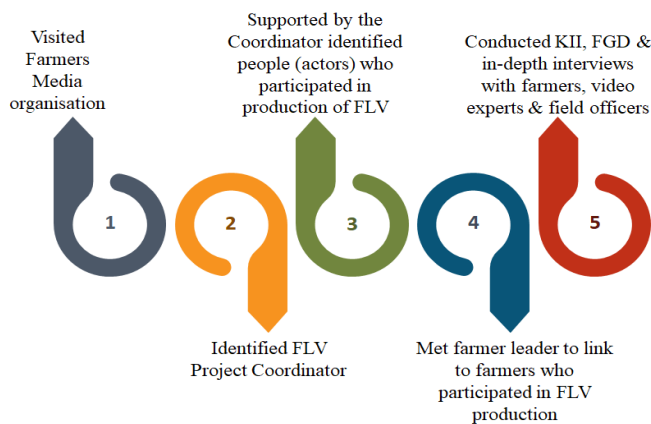 Visited
Farmers
Media
organisation
1
Identified FLV
Project Coordinator
2
Supported by the
Coordinator identified
people (actors) who
participated in
production of FLV
3
Met farmer leader to link
to farmers who
participated in FLV
production
4
Conducted KII, FGD &
in-depth interviews
with farmers, video
experts & field officers
5